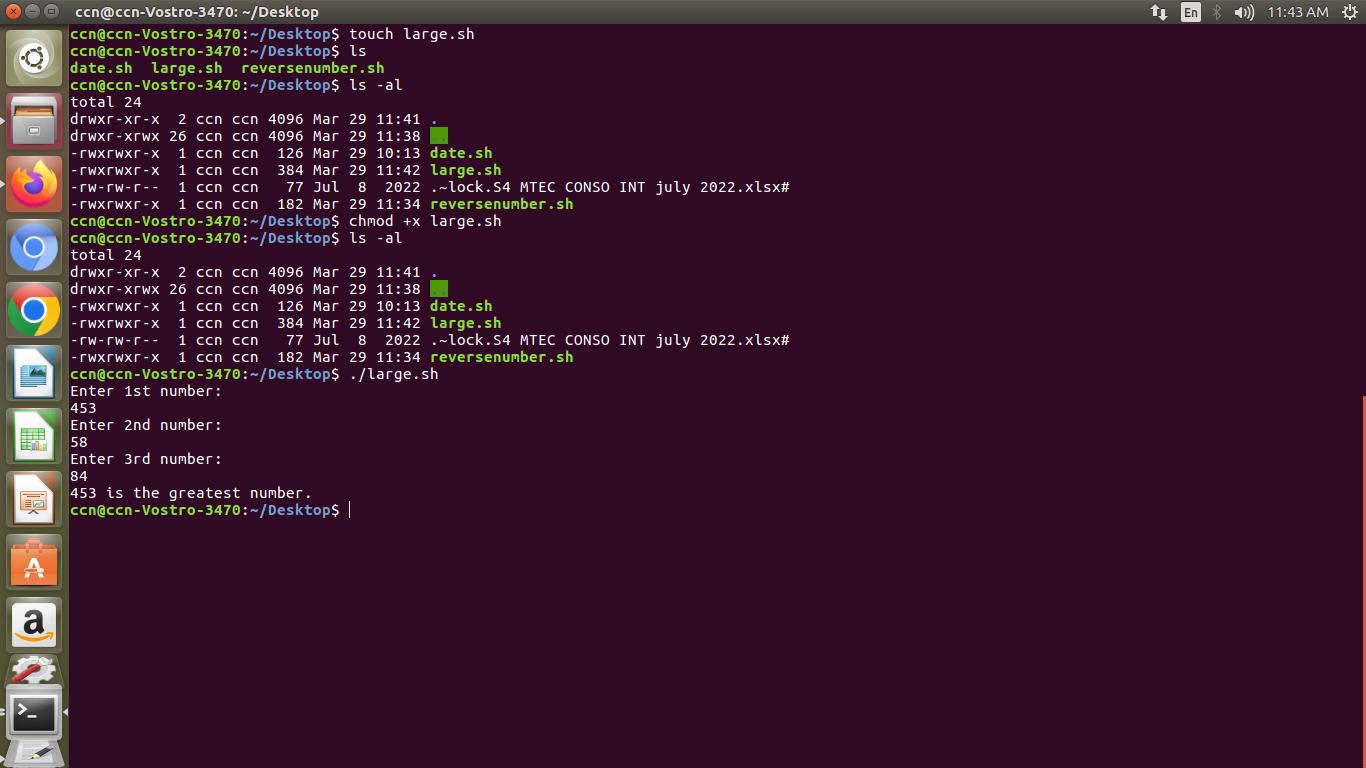 ccn@ccn-Vostro-3470: ~/Desktop
En
11:43 AM
ccn@ccn-Vostro-3470:~/Desktop$ touch large.sh
ccn@ccn-Vostro-3470:~/Desktop$ ls
date.sh  large.sh  reversenumber.sh
ccn@ccn-Vostro-3470:~/Desktop$ ls -al
total 24
drwxr-xr-x  2 ccn ccn 4096 Mar 29 11:41 .
drwxr-xrwx 26 ccn ccn 4096 Mar 29 11:38 ..
-rwxrwxr-x  1 ccn ccn  126 Mar 29 10:13 date.sh
-rwxrwxr-x  1 ccn ccn  384 Mar 29 11:42 large.sh
-rw-rw-r--  1 ccn ccn   77 Jul  8  2022 .~lock.S4 MTEC CONSO INT july 2022.xlsx#
-rwxrwxr-x  1 ccn ccn  182 Mar 29 11:34 reversenumber.sh
ccn@ccn-Vostro-3470:~/Desktop$ chmod +x large.sh
ccn@ccn-Vostro-3470:~/Desktop$ ls -al
total 24
drwxr-xr-x  2 ccn ccn 4096 Mar 29 11:41 .
drwxr-xrwx 26 ccn ccn 4096 Mar 29 11:38 ..
-rwxrwxr-x  1 ccn ccn  126 Mar 29 10:13 date.sh
-rwxrwxr-x  1 ccn ccn  384 Mar 29 11:42 large.sh
-rw-rw-r--  1 ccn ccn   77 Jul  8  2022 .~lock.S4 MTEC CONSO INT july 2022.xlsx#
-rwxrwxr-x  1 ccn ccn  182 Mar 29 11:34 reversenumber.sh
ccn@ccn-Vostro-3470:~/Desktop$ ./large.sh
Enter 1st number:
453
Enter 2nd number:
58
Enter 3rd number:
84
453 is the greatest number.
ccn@ccn-Vostro-3470:~/Desktop$